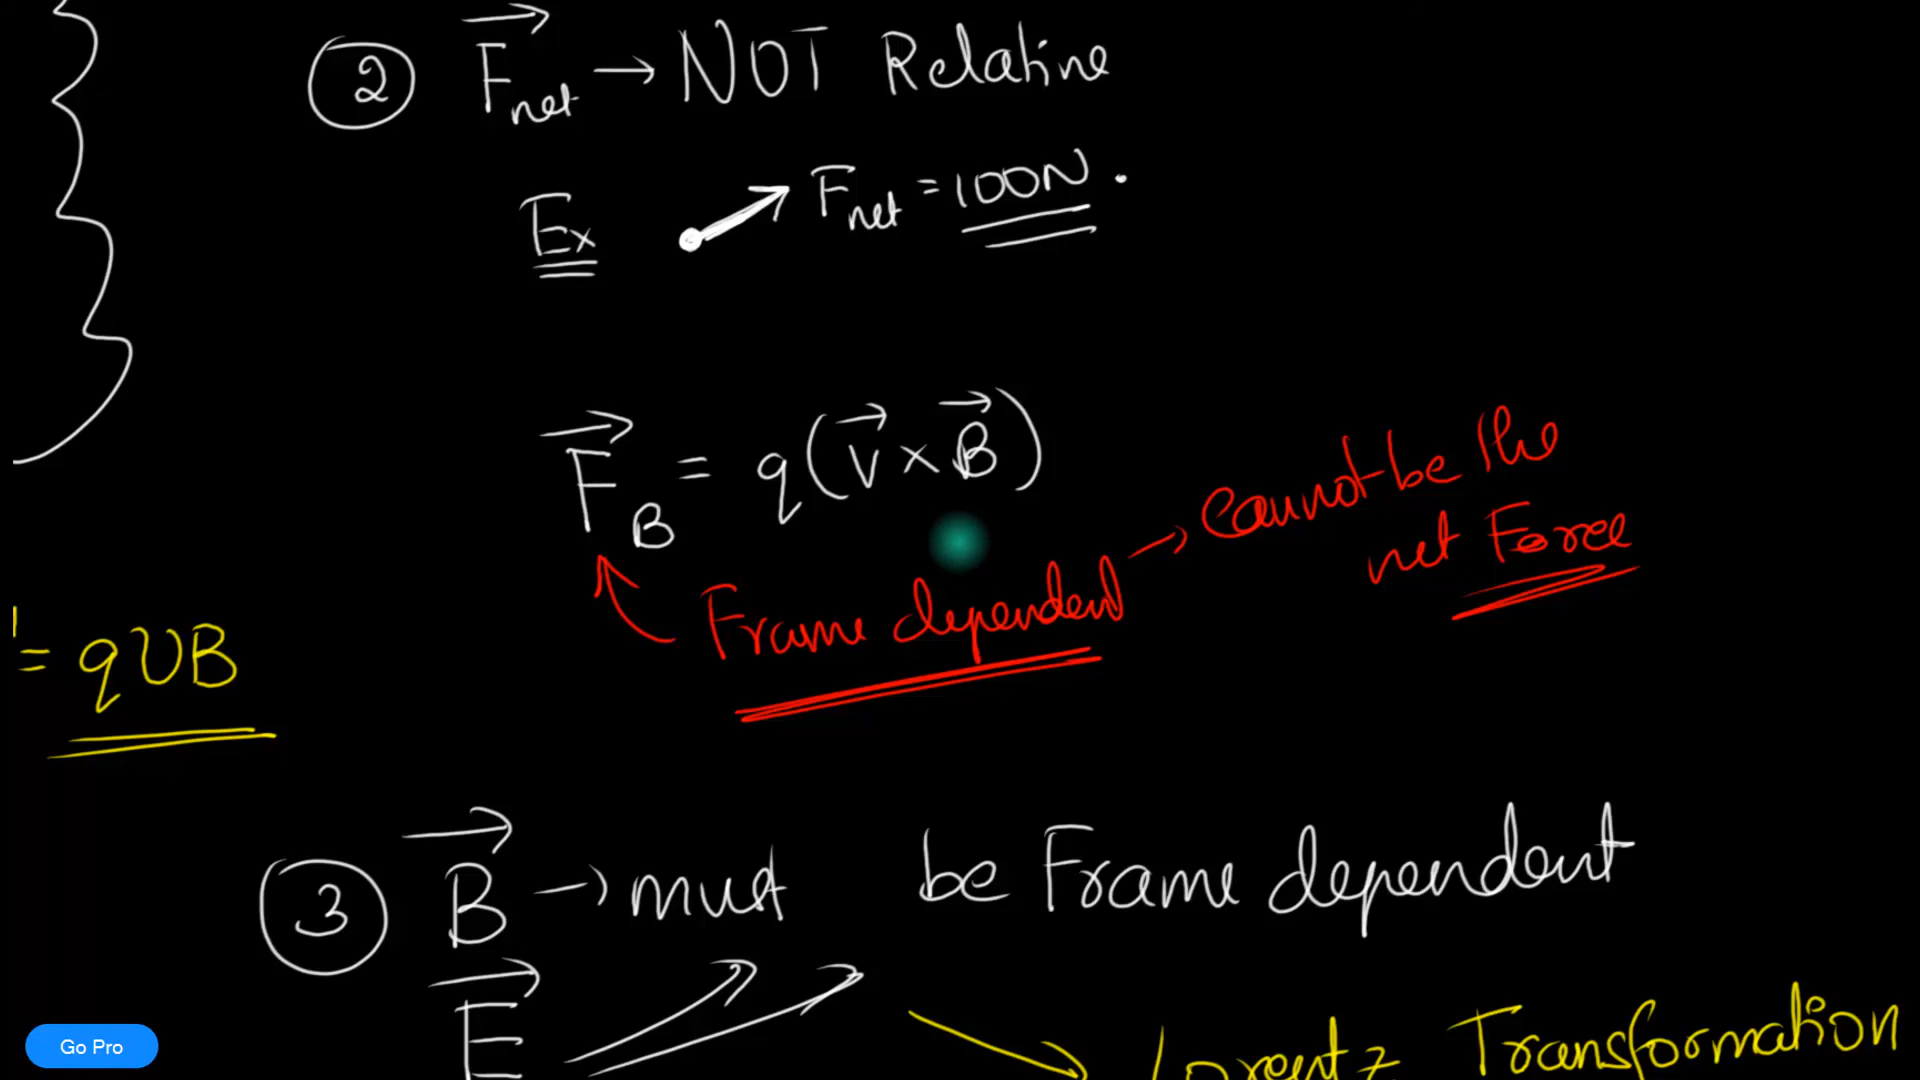 ② F⃗net → NOT Relative
Ex Fnet = 100N.
F⃗B = q(v⃗ × B⃗)
Frame dependent → Cannot be the
net Force
= qUB
③ B⃗ → must be Frame dependent
E⃗
Lorentz Transformation
Go Pro